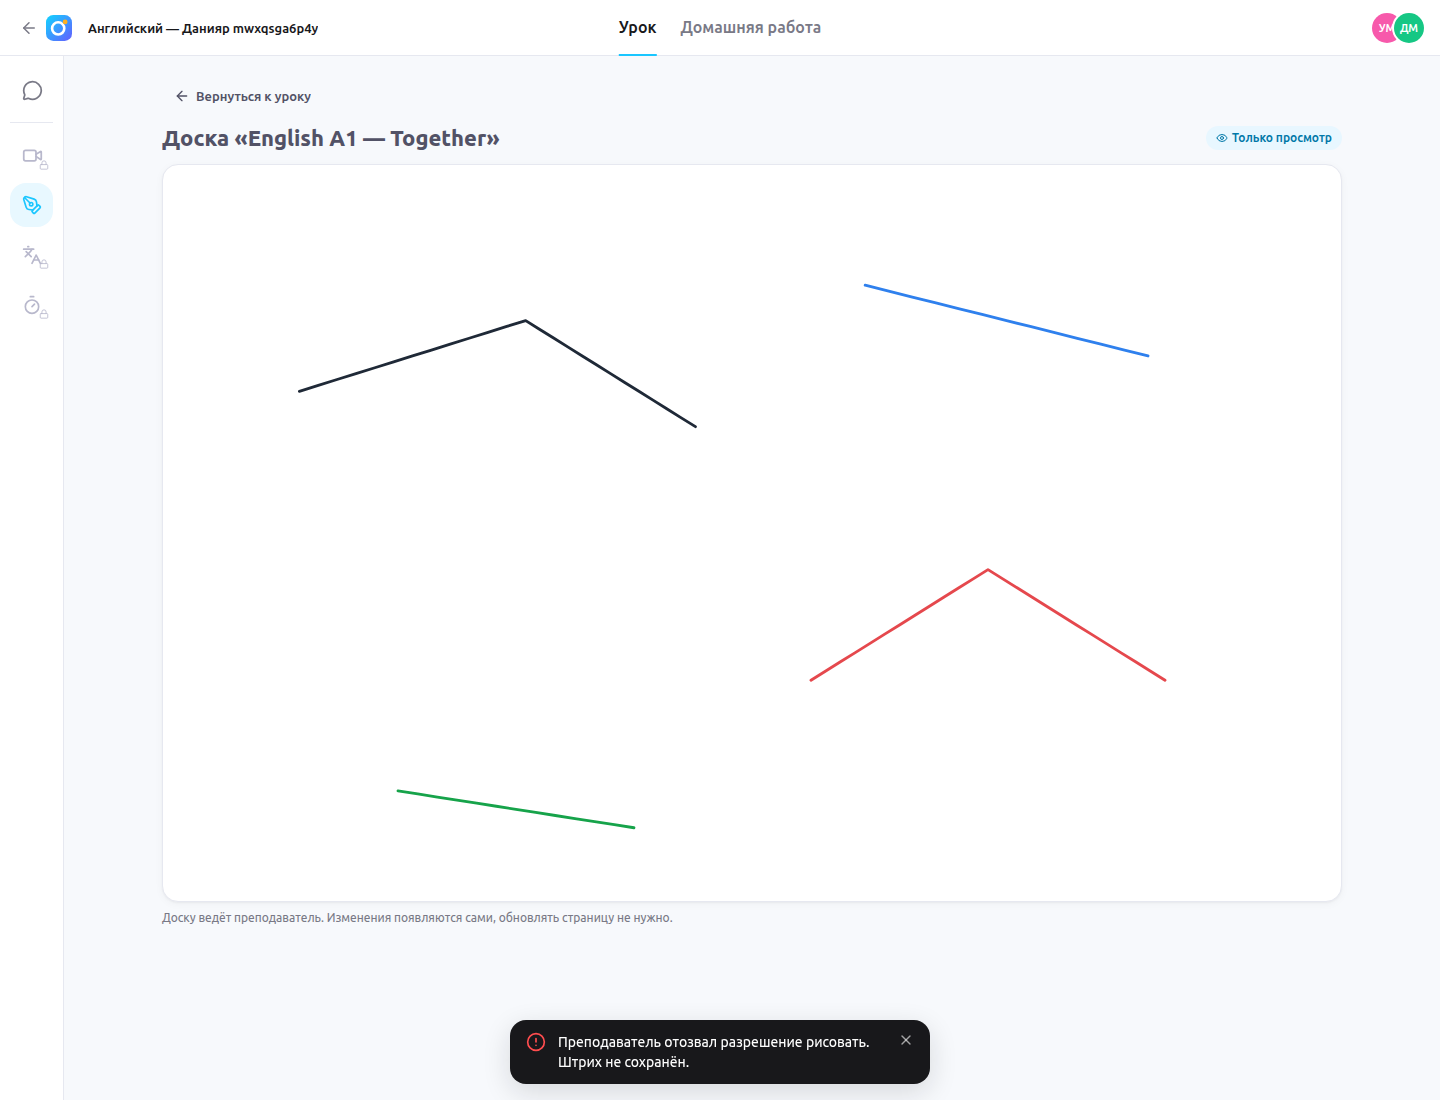 Английский — Данияр mwxqsga6p4y
Урок
Домашняя работа
УМ
ДМ
Вернуться к уроку
Доска «English A1 — Together»
Только просмотр
Доску ведёт преподаватель. Изменения появляются сами, обновлять страницу не нужно.
Преподаватель отозвал разрешение рисовать.
Штрих не сохранён.